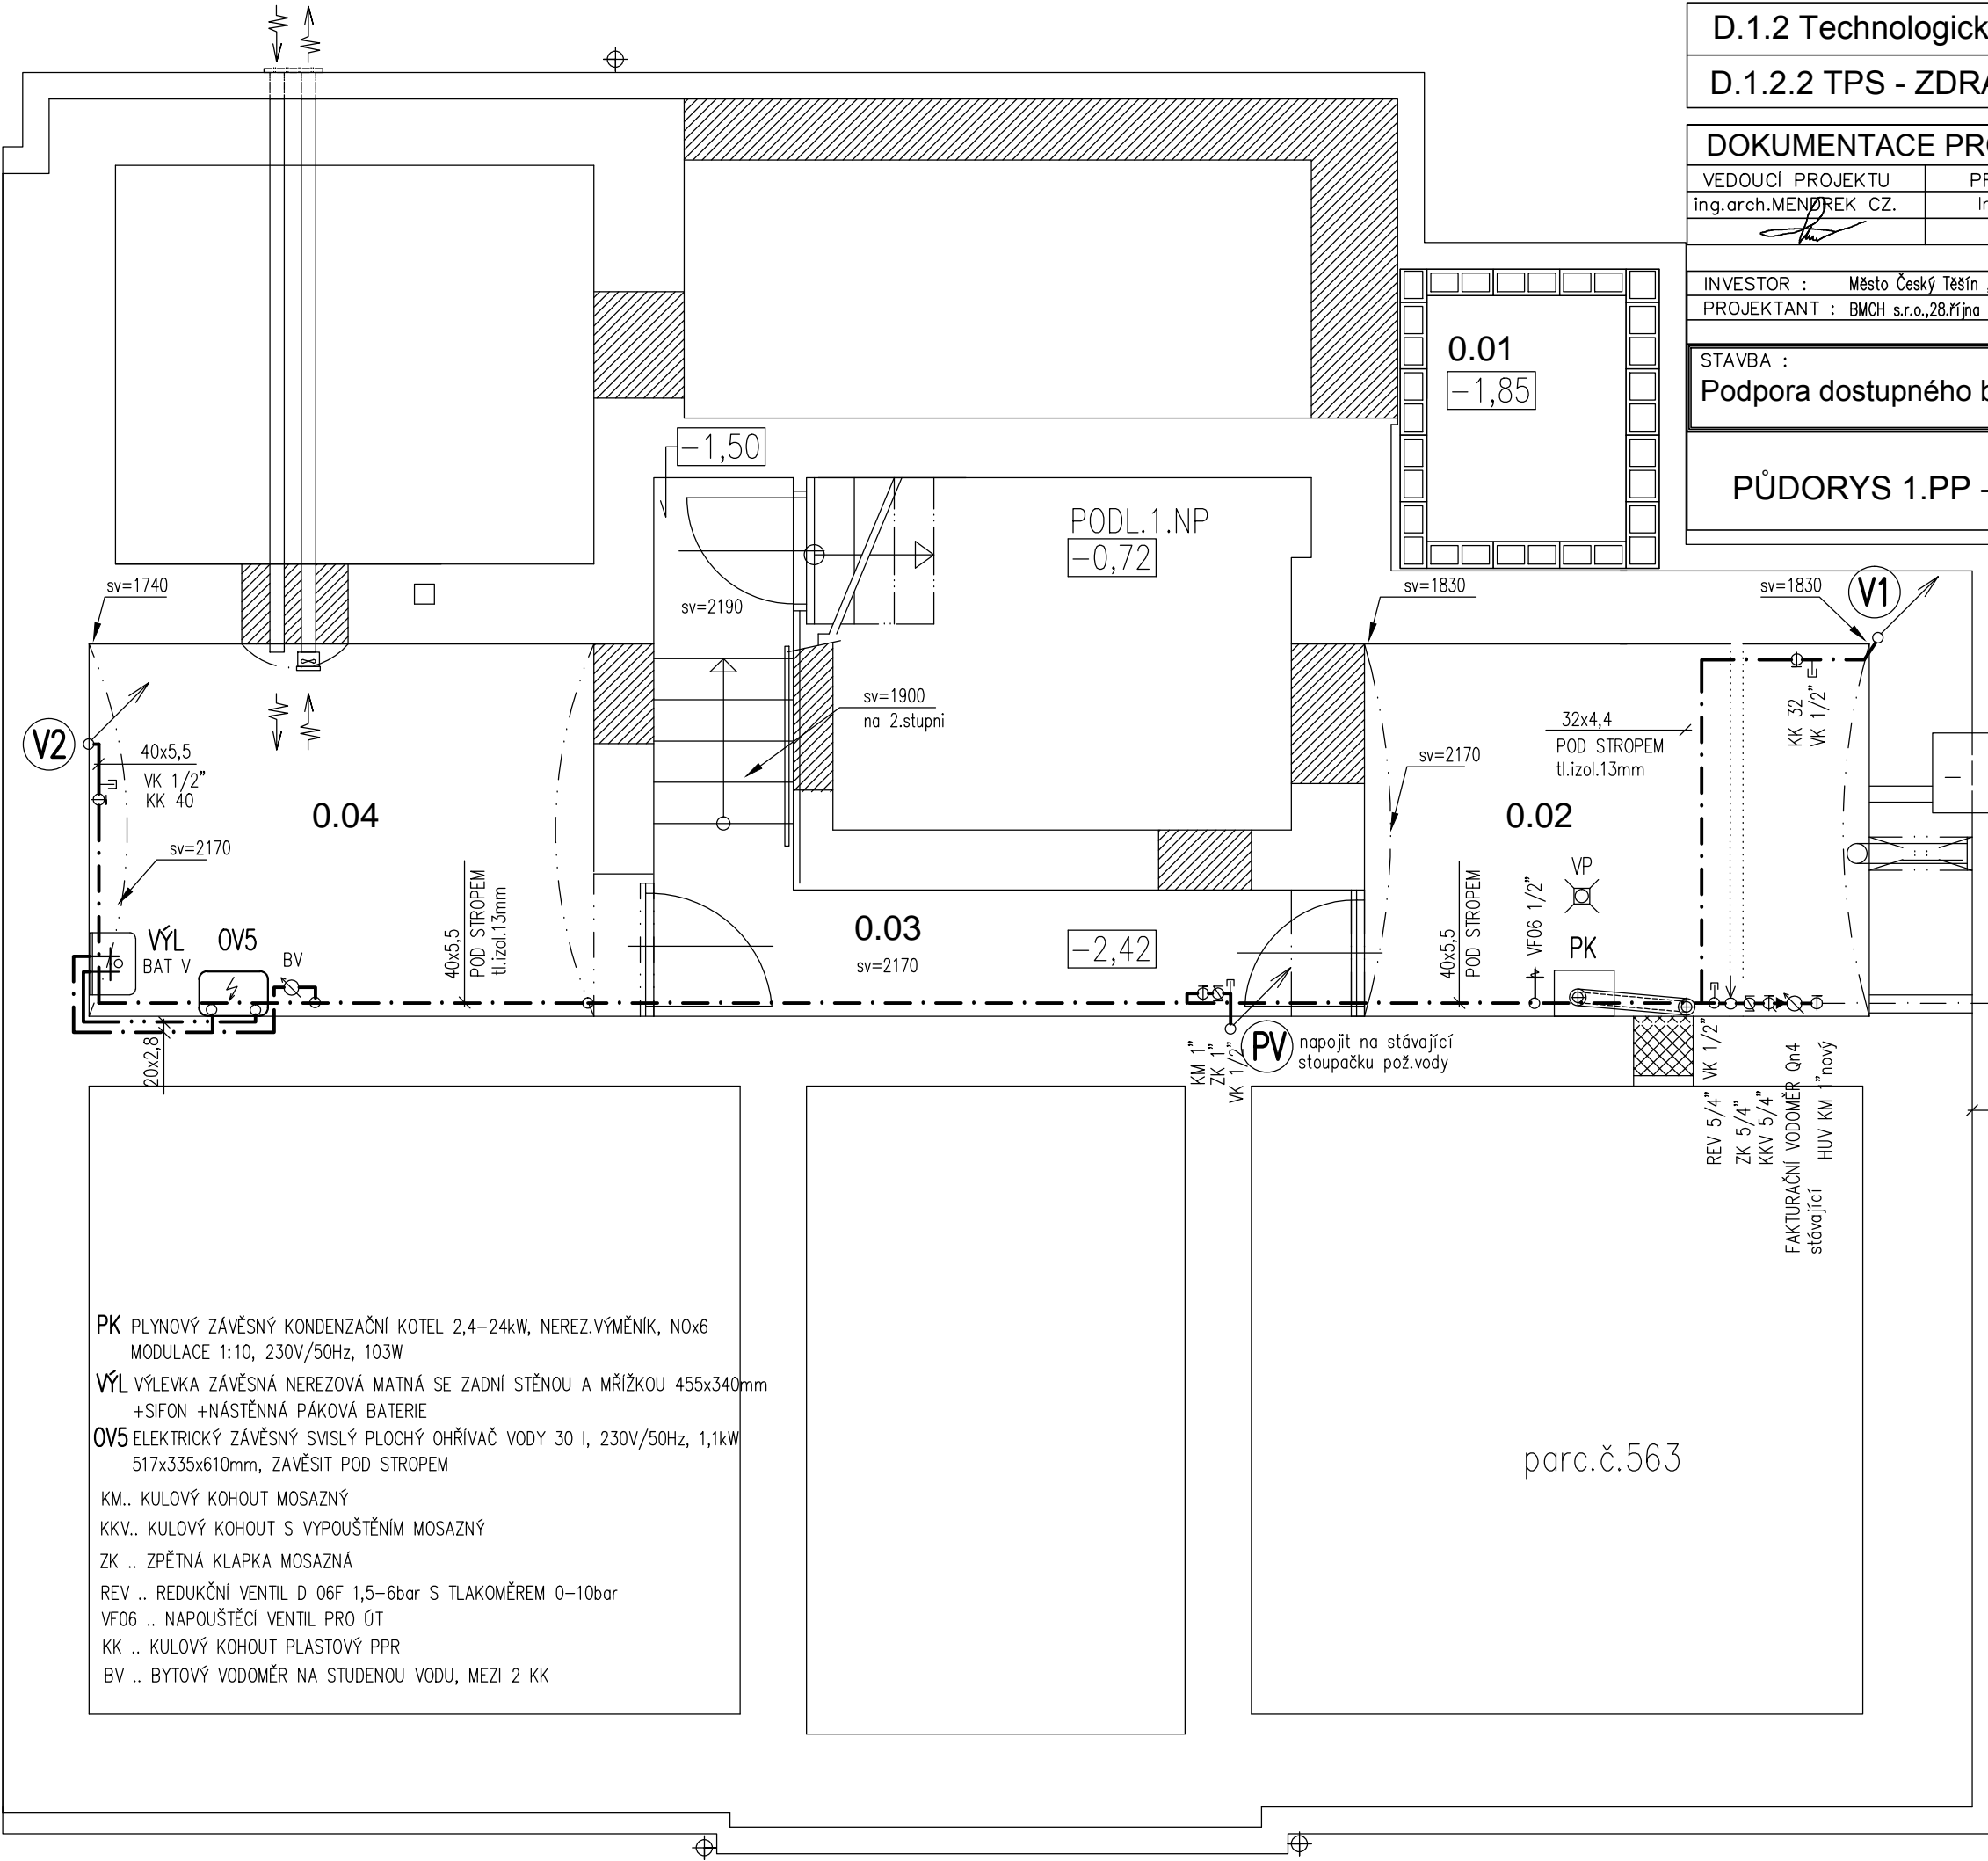 D.1.2 Technologick
D.1.2.2 TPS - ZDRA
DOKUMENTACE PRO
VEDOUCÍ PROJEKTU
ing.arch.MENDREK CZ.
INVESTOR : Město Český Těšín
PROJEKTANT : BMCH s.r.o.,28.října
STAVBA :
Podpora dostupného b
PŮDORYS 1.PP -
0.01
-1,85
-1,50
PODL.1.NP
-0,72
sv=1740
sv=2190
sv=1830
sv=1830
V1
V2
40x5,5
VK 1/2"
KK 40
0.04
sv=2170
sv=1900
na 2.stupni
32x4,4
POD STROPEM
tl.izol.13mm
KK 32
VK 1/2"
sv=2170
0.02
VP
VÝL
BAT V
OV5
BV
40x5,5
POD STROPEM
tl.izol.13mm
0.03
sv=2170
-2,42
40x5,5
POD STROPEM
VF06 1/2"
PK
20x2,8
KM 1"
ZK 1"
VK 1/2"
PV
napojit na stávající
stoupačku pož.vody
REV 5/4"
VK 1/2"
ZK 5/4"
KKV 5/4"
FAKTURAČNÍ VODOMĚR Qn4
stávající
HUV KM 1"nový
PK PLYNOVÝ ZÁVĚSNÝ KONDENZAČNÍ KOTEL 2,4-24kW, NEREZ.VÝMĚNÍK, NOx6
MODULACE 1:10, 230V/50Hz, 103W
VÝL VÝLEVKA ZÁVĚSNÁ NEREZOVÁ MATNÁ SE ZADNÍ STĚNOU A MŘÍŽKOU 455x340mm
+SIFON +NÁSTĚNNÁ PÁKOVÁ BATERIE
OV5 ELEKTRICKÝ ZÁVĚSNÝ SVISLÝ PLOCHÝ OHŘÍVAČ VODY 30 l, 230V/50Hz, 1,1kW
517x335x610mm, ZAVĚSIT POD STROPEM
KM.. KULOVÝ KOHOUT MOSAZNÝ
KKV.. KULOVÝ KOHOUT S VYPOUŠTĚNÍM MOSAZNÝ
ZK .. ZPĚTNÁ KLAPKA MOSAZNÁ
REV .. REDUKČNÍ VENTIL D 06F 1,5-6bar S TLAKOMĚREM 0-10bar
VF06 .. NAPOUŠTĚCÍ VENTIL PRO ÚT
KK .. KULOVÝ KOHOUT PLASTOVÝ PPR
BV .. BYTOVÝ VODOMĚR NA STUDENOU VODU, MEZI 2 KK
parc.č.563